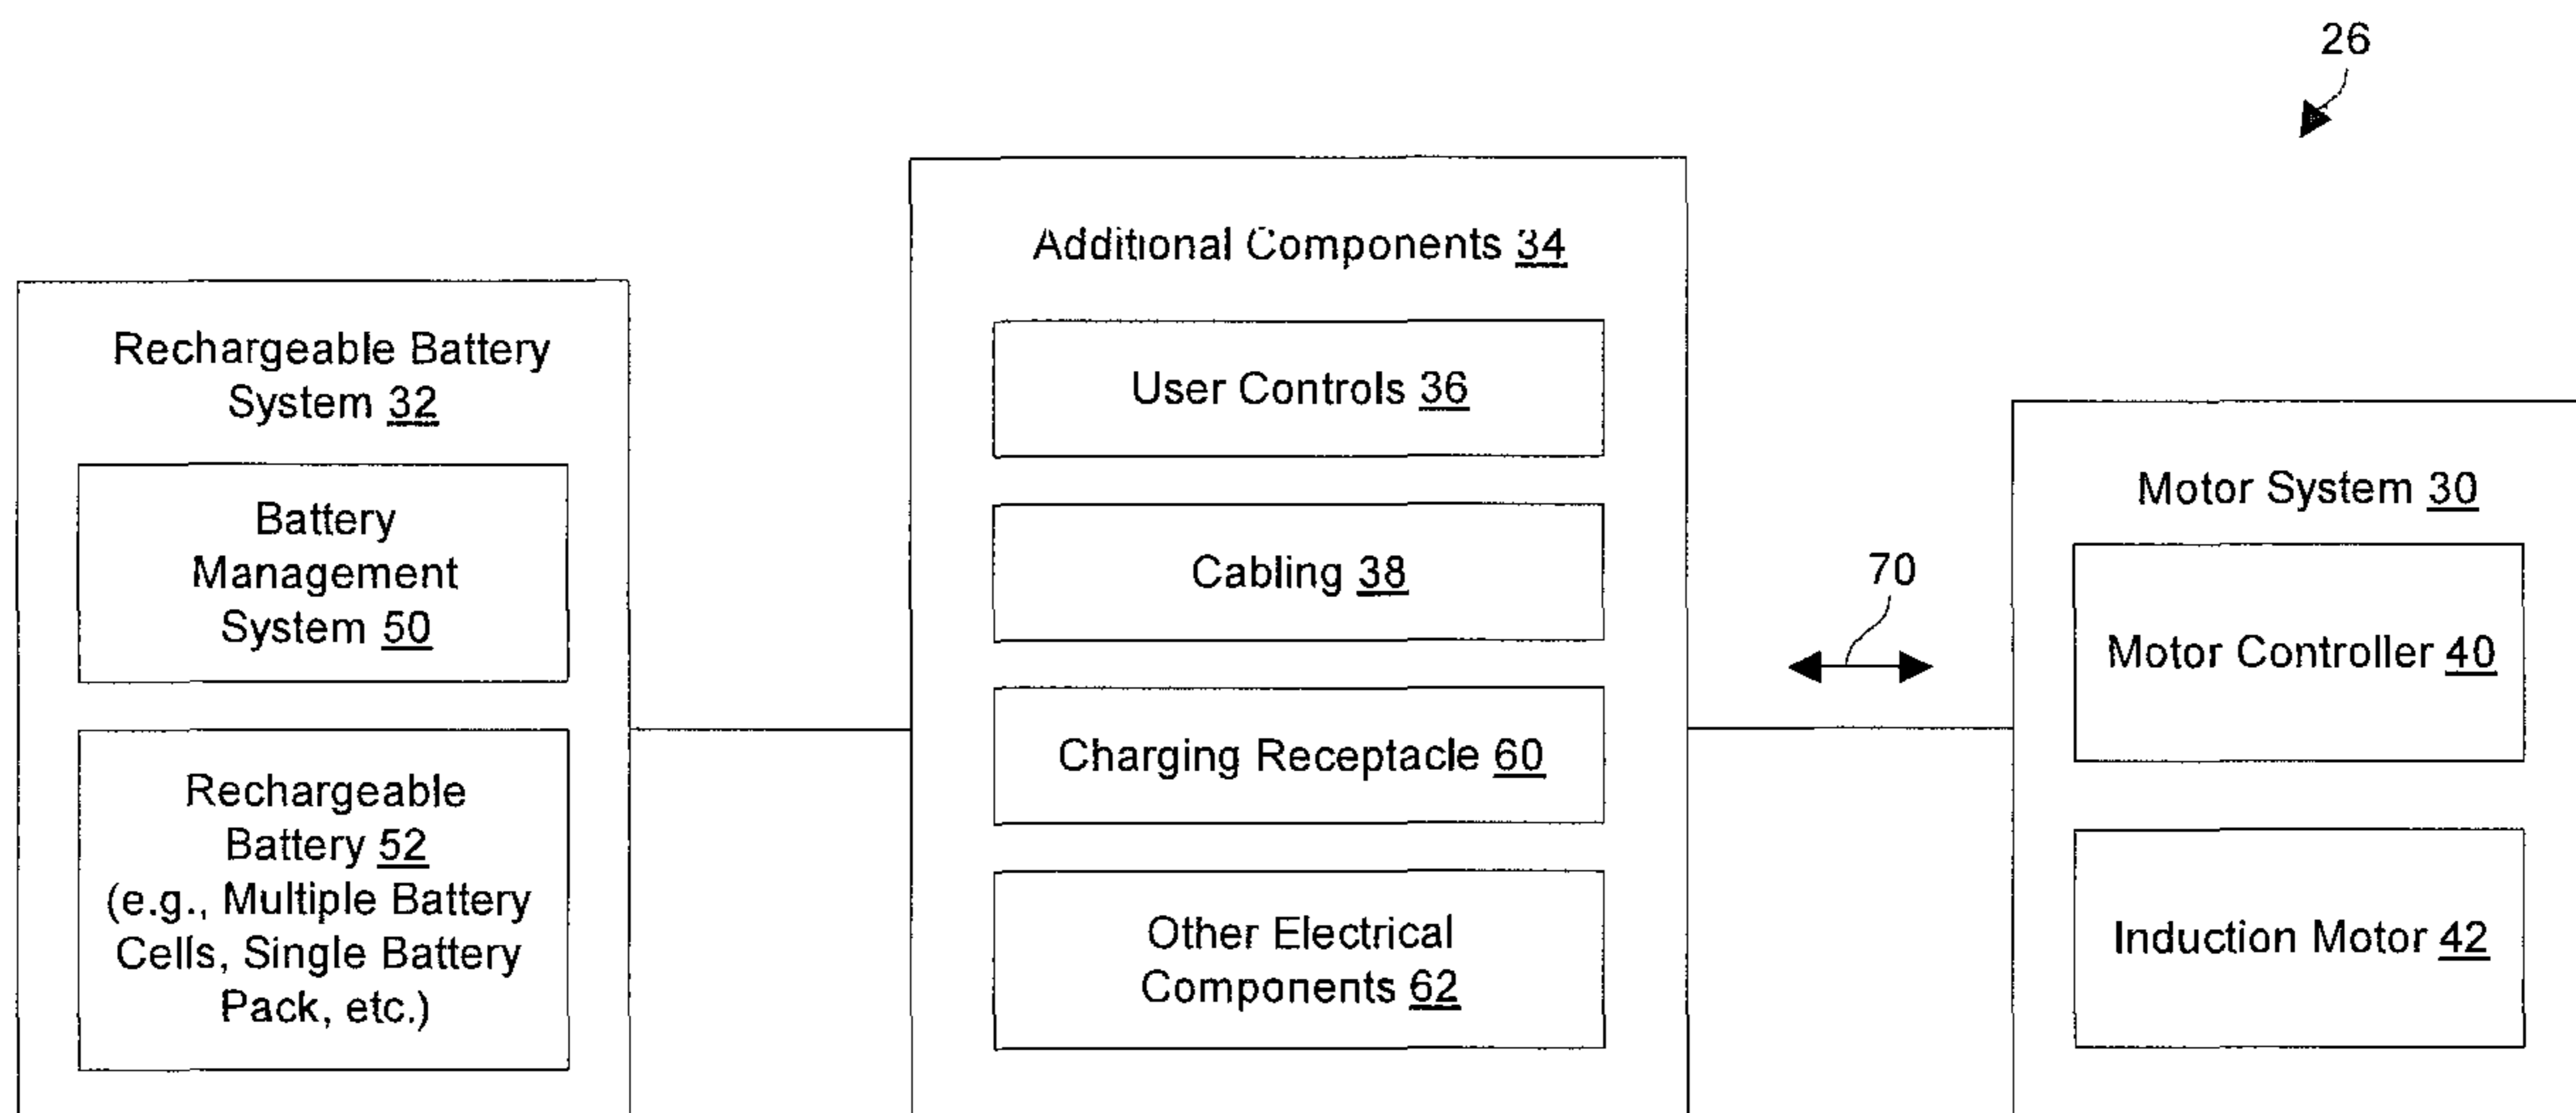 26
Additional Components 34
User Controls 36
Cabling 38
Charging Receptacle 60
Other Electrical
Components 62
Rechargeable Battery
System 32
Battery
Management
System 50
Rechargeable
Battery 52
(e.g., Multiple Battery
Cells, Single Battery
Pack, etc.)
70
Motor System 30
Motor Controller 40
Induction Motor 42